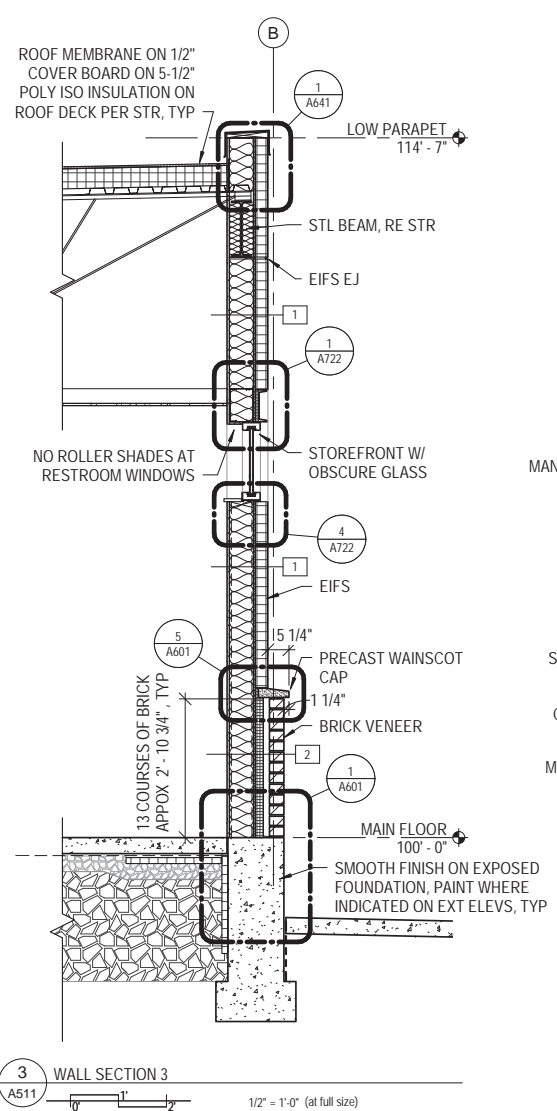 B
ROOF MEMBRANE ON 1/2"
COVER BOARD ON 5-1/2"
POLY ISO INSULATION ON
ROOF DECK PER STR, TYP
1
A641
LOW PARAPET
114' - 7"
STL BEAM, RE STR
EIFS EJ
1
1
A722
NO ROLLER SHADES AT
RESTROOM WINDOWS
STOREFRONT W/
OBSCURE GLASS
MAN
4
A722
1
EIFS
5
A601
5 1/4"
PRECAST WAINSCOT
CAP
S
1 1/4"
BRICK VENEER
13 COURSES OF BRICK
APPOX 2' - 10 3/4" , TYP
2
M
1
A601
MAIN FLOOR
100' - 0"
SMOOTH FINISH ON EXPOSED
FOUNDATION, PAINT WHERE
INDICATED ON EXT ELEVS, TYP
3
A511
WALL SECTION 3
0' 1' 2'
1/2" = 1'-0" (at full size)